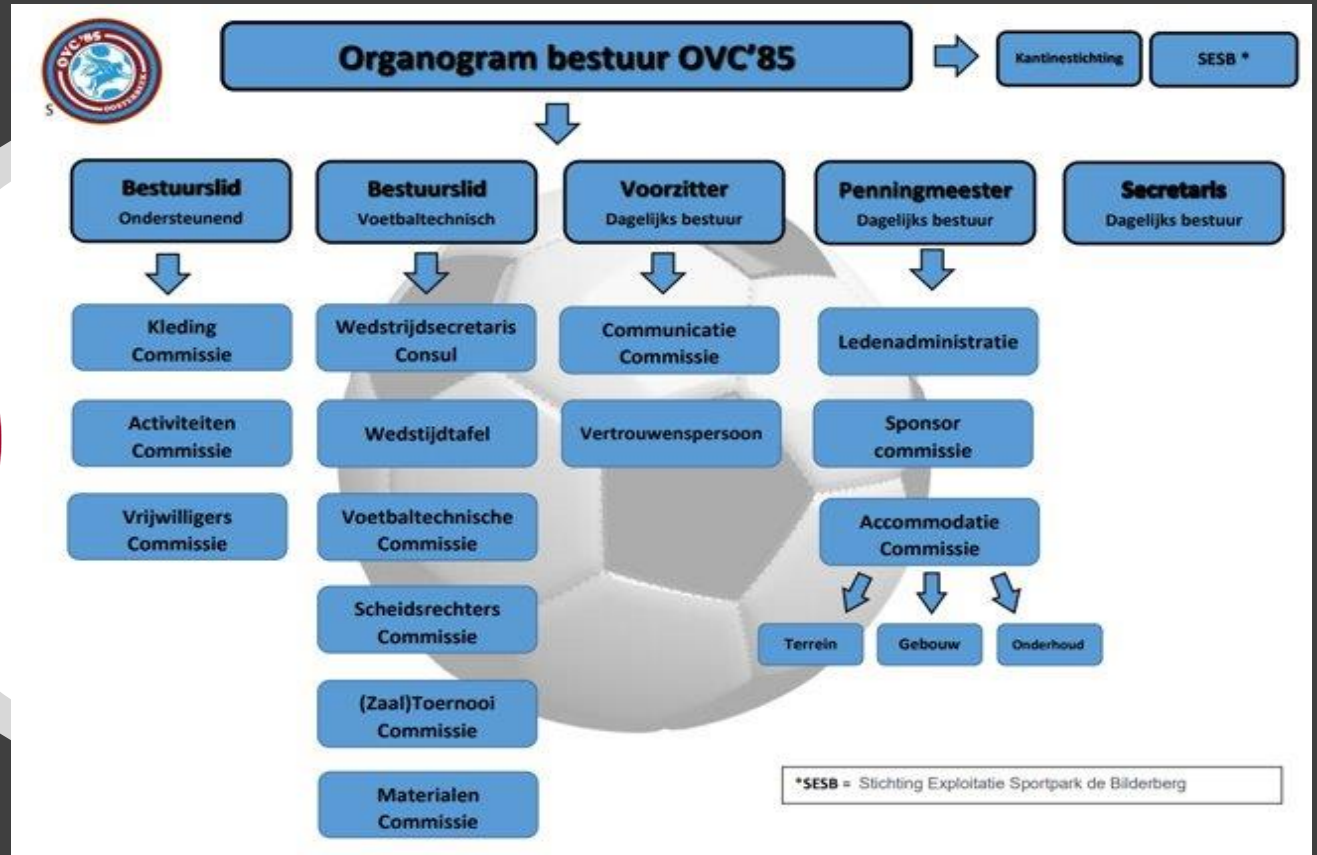 OVC'85
OOSTERBEEK
S
Organogram bestuur OVC'85
Kantinestichting
SESB *
Bestuurslid
Ondersteunend
Bestuurslid
Voetbaltechnisch
Voorzitter
Dagelijks bestuur
Penningmeester
Dagelijks bestuur
Secretaris
Dagelijks bestuur
Kleding
Commissie
Activiteiten
Commissie
Vrijwilligers
Commissie
Wedstrijdsecretaris
Consul
Wedstijdtafel
Voetbaltechnische
Commissie
Scheidsrechters
Commissie
(Zaal)Toernooi
Commissie
Materialen
Commissie
Communicatie
Commissie
Vertrouwenspersoon
Ledenadministratie
Sponsor
commissie
Accommodatie
Commissie
Terrein
Gebouw
Onderhoud
*SESB = Stichting Exploitatie Sportpark de Bilderberg